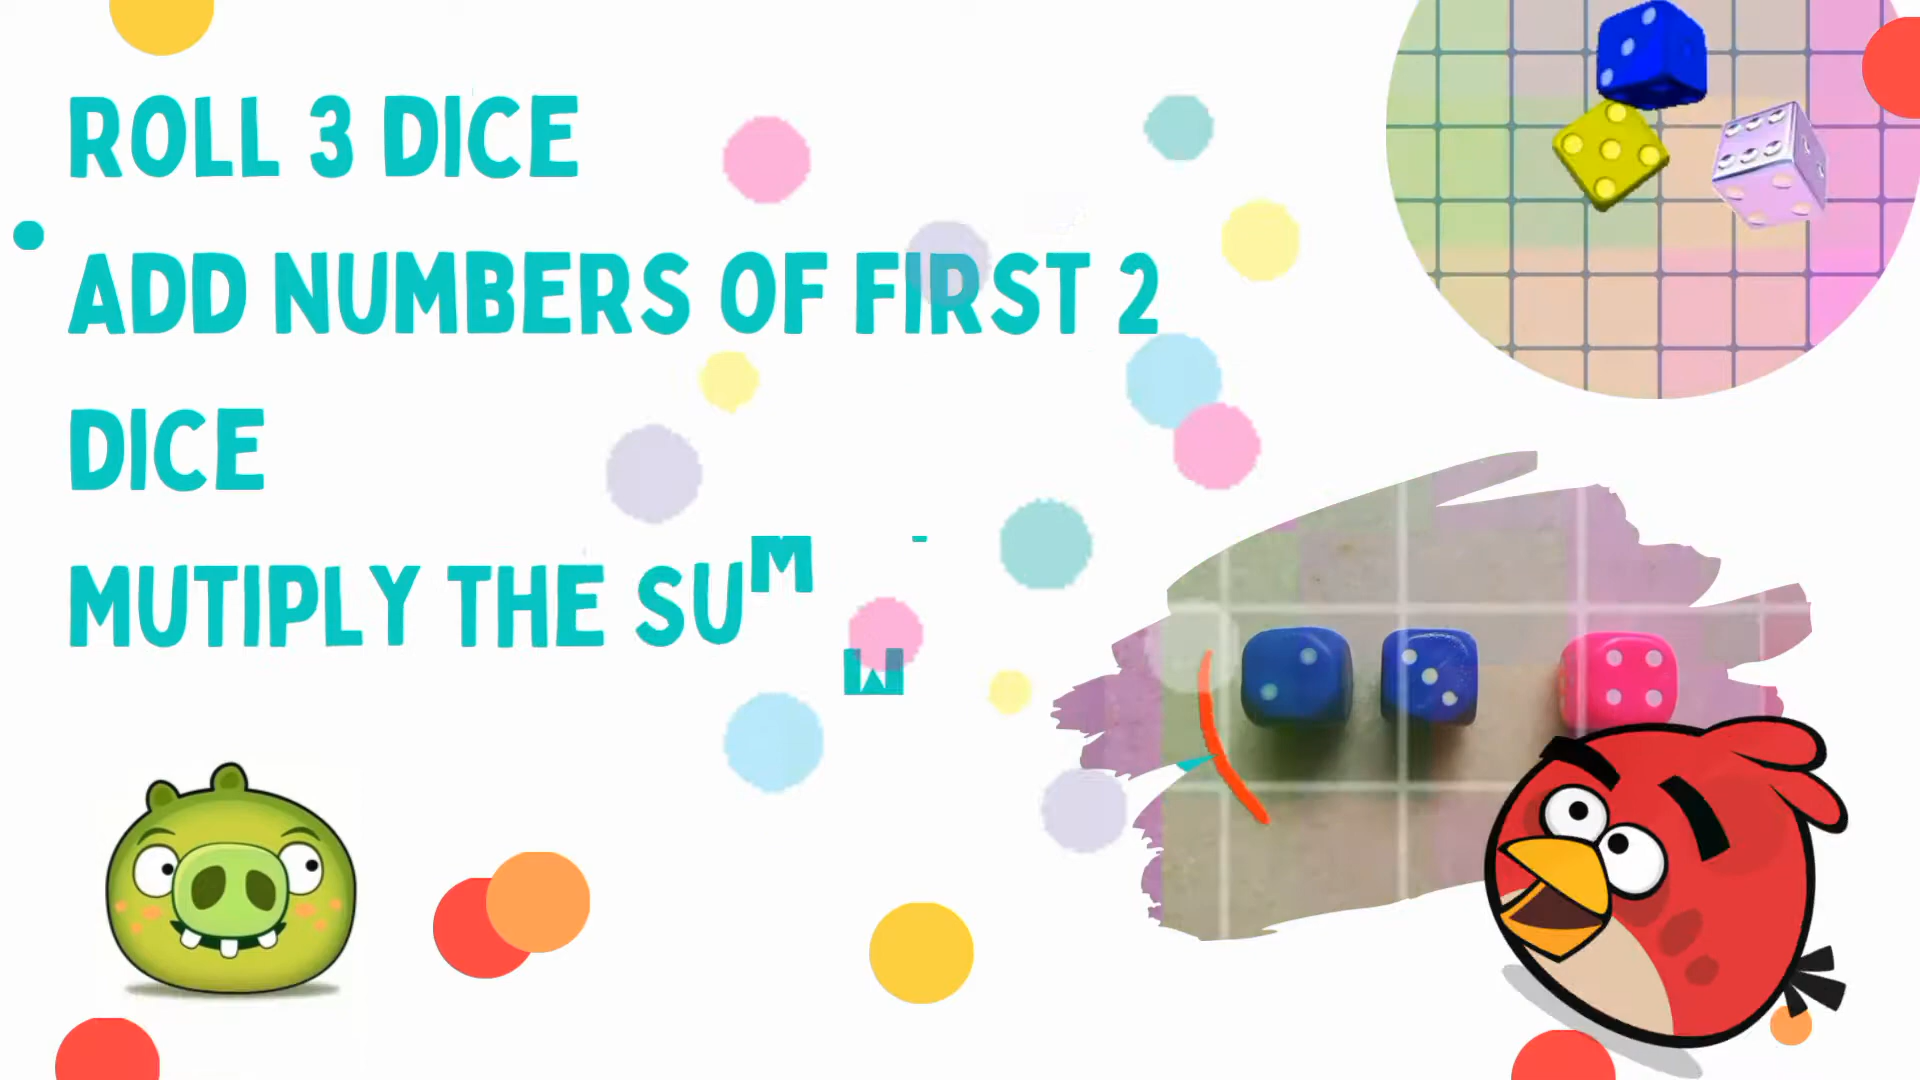 ROLL 3 DICE
ADD NUMBERS OF FIRST 2
DICE
MUTIPLY THE SUM
W